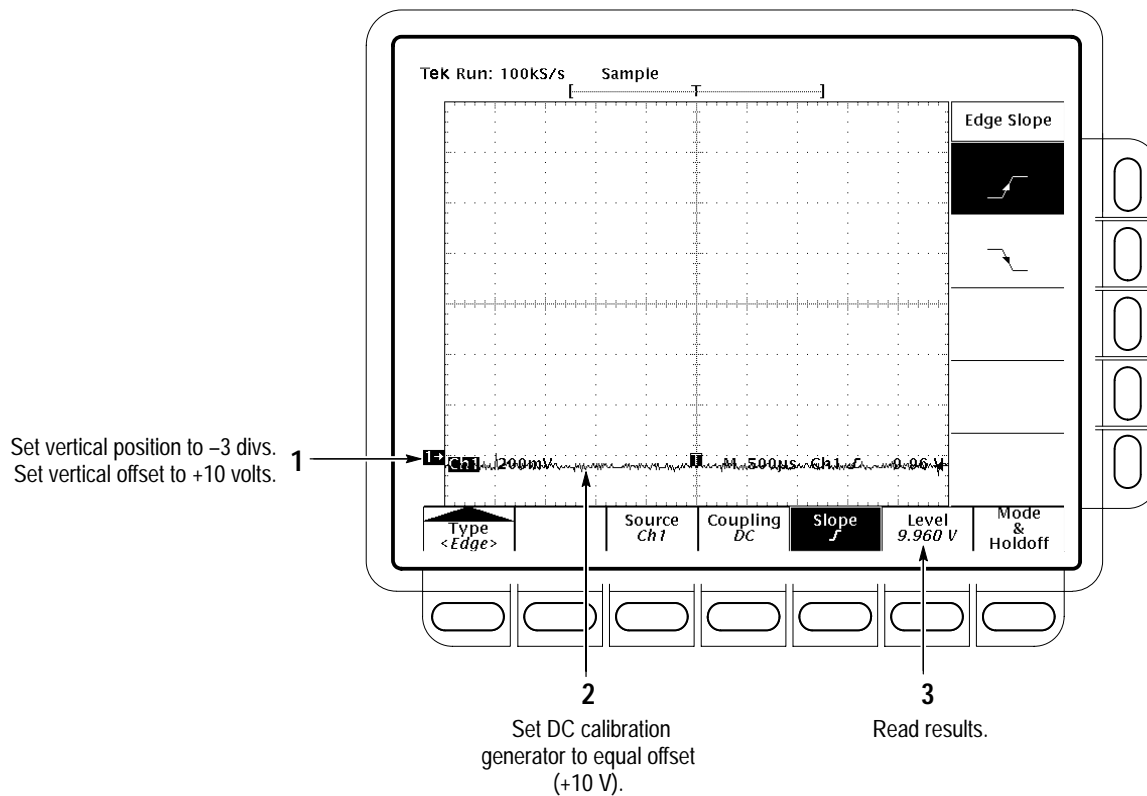 Tek Run: 100kS/s Sample
[ T ]
Edge Slope
Set vertical position to –3 divs.
Set vertical offset to +10 volts.
1
1→
Ch1 200mV M 500µs Ch1 9.96 V
T
Type
<Edge>
Source
Ch1
Coupling
DC
Slope
Level
9.960 V
Mode
&
Holdoff
2
Set DC calibration
generator to equal offset
(+10 V).
3
Read results.